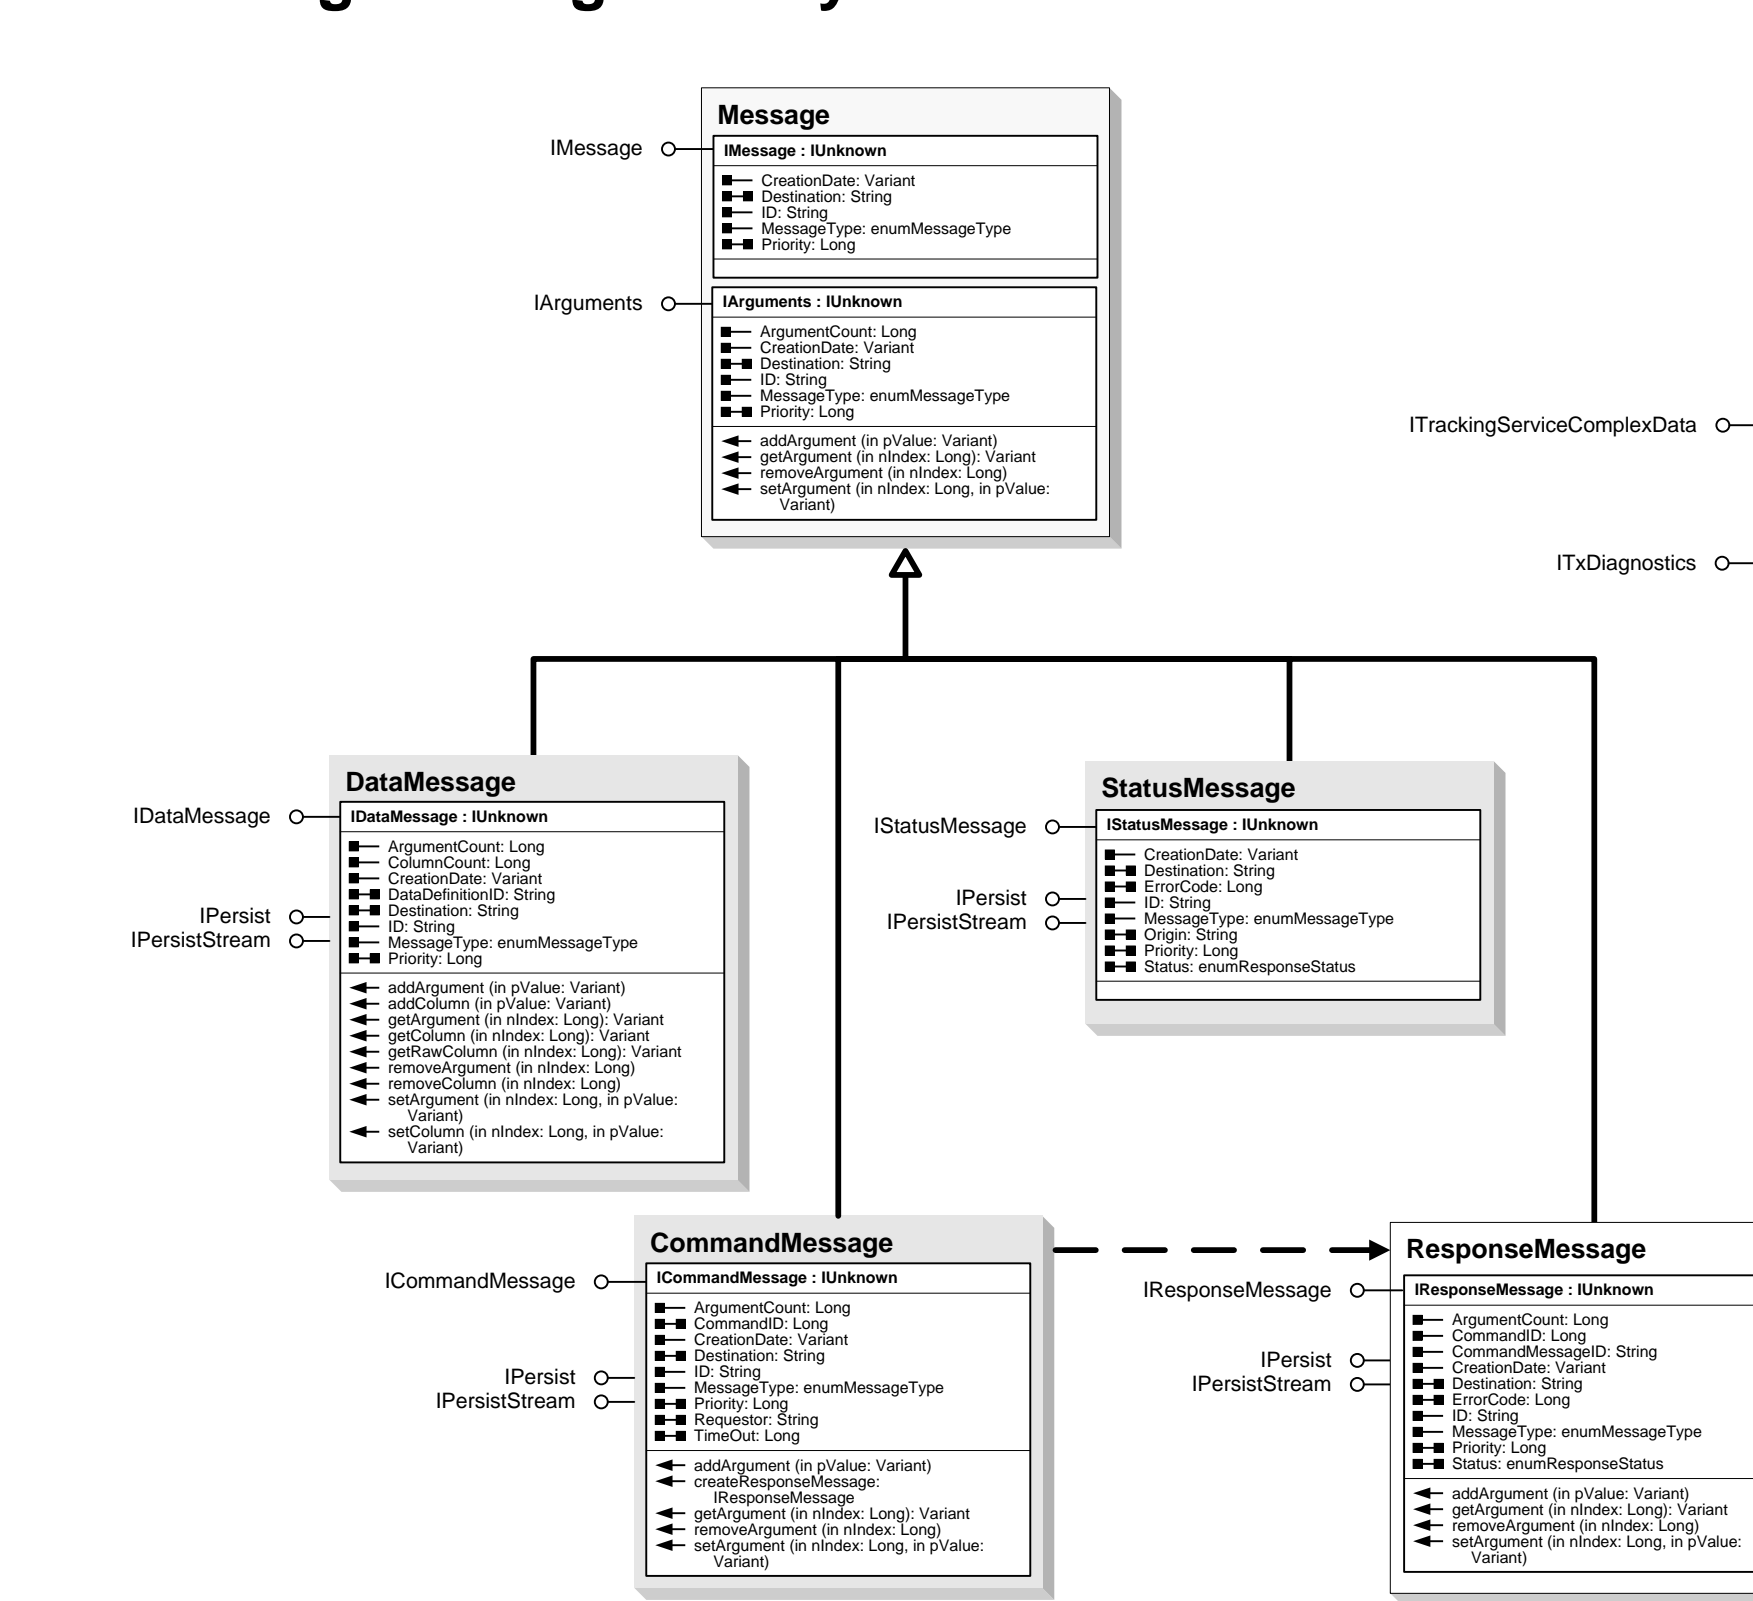 Message
IMessage
IMessage : IUnknown
CreationDate: Variant
Destination: String
ID: String
MessageType: enumMessageType
Priority: Long
IArguments
IArguments : IUnknown
ArgumentCount: Long
CreationDate: Variant
Destination: String
ID: String
MessageType: enumMessageType
Priority: Long
addArgument (in pValue: Variant)
getArgument (in nIndex: Long): Variant
removeArgument (in nIndex: Long)
setArgument (in nIndex: Long, in pValue:
Variant)
ITrackingServiceComplexData
ITxDiagnostics
DataMessage
IDataMessage
IPersist
IPersistStream
IDataMessage : IUnknown
ArgumentCount: Long
ColumnCount: Long
CreationDate: Variant
DataDefinitionID: String
Destination: String
ID: String
MessageType: enumMessageType
Priority: Long
addArgument (in pValue: Variant)
addColumn (in pValue: Variant)
getArgument (in nIndex: Long): Variant
getColumn (in nIndex: Long): Variant
getRawColumn (in nIndex: Long): Variant
removeArgument (in nIndex: Long)
removeColumn (in nIndex: Long)
setArgument (in nIndex: Long, in pValue:
Variant)
setColumn (in nIndex: Long, in pValue:
Variant)
StatusMessage
IStatusMessage
IPersist
IPersistStream
IStatusMessage : IUnknown
CreationDate: Variant
Destination: String
ErrorCode: Long
ID: String
MessageType: enumMessageType
Origin: String
Priority: Long
Status: enumResponseStatus
CommandMessage
ICommandMessage
IPersist
IPersistStream
ICommandMessage : IUnknown
ArgumentCount: Long
CommandID: Long
CreationDate: Variant
Destination: String
ID: String
MessageType: enumMessageType
Priority: Long
Requestor: String
TimeOut: Long
addArgument (in pValue: Variant)
createResponseMessage:
IResponseMessage
getArgument (in nIndex: Long): Variant
removeArgument (in nIndex: Long)
setArgument (in nIndex: Long, in pValue:
Variant)
ResponseMessage
IResponseMessage
IPersist
IPersistStream
IResponseMessage : IUnknown
ArgumentCount: Long
CommandID: Long
CommandMessageID: String
CreationDate: Variant
Destination: String
ErrorCode: Long
ID: String
MessageType: enumMessageType
Priority: Long
Status: enumResponseStatus
addArgument (in pValue: Variant)
getArgument (in nIndex: Long): Variant
removeArgument (in nIndex: Long)
setArgument (in nIndex: Long, in pValue:
Variant)